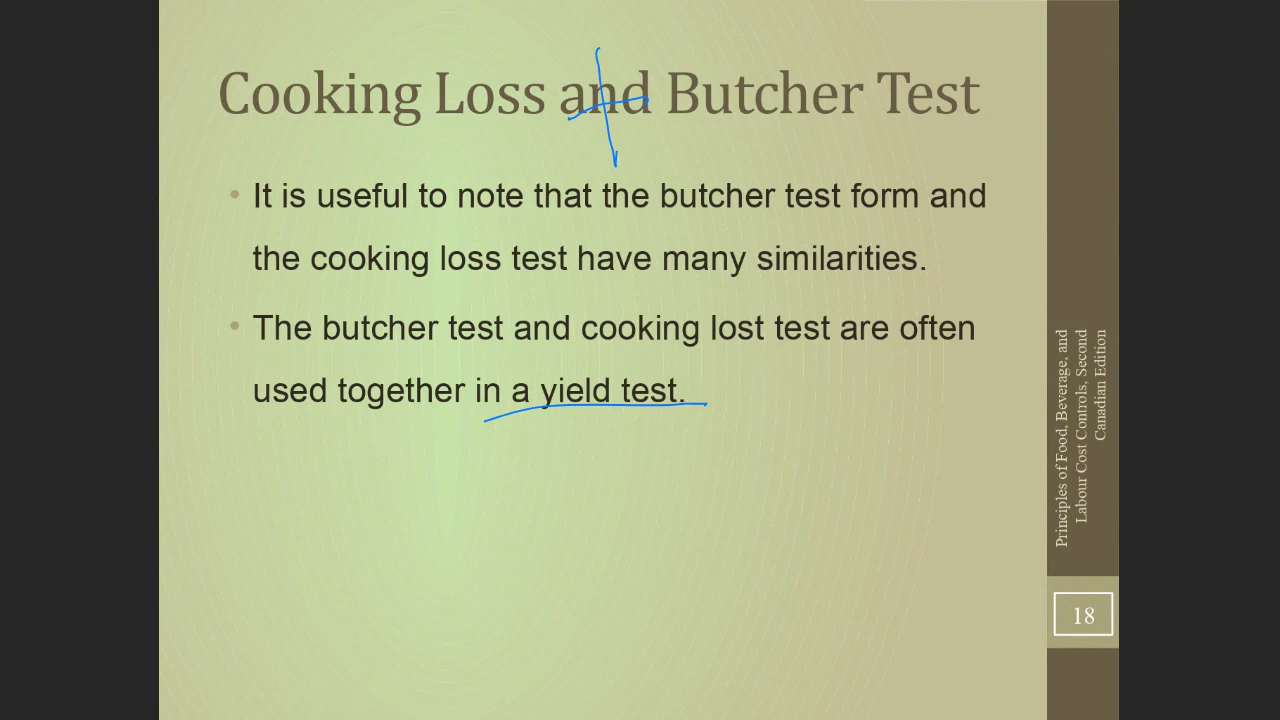 Cooking Loss and Butcher Test
• It is useful to note that the butcher test form and
the cooking loss test have many similarities.
• The butcher test and cooking lost test are often
used together in a yield test.
Principles of Food, Beverage, and
Labour Cost Controls, Second
Canadian Edition
18